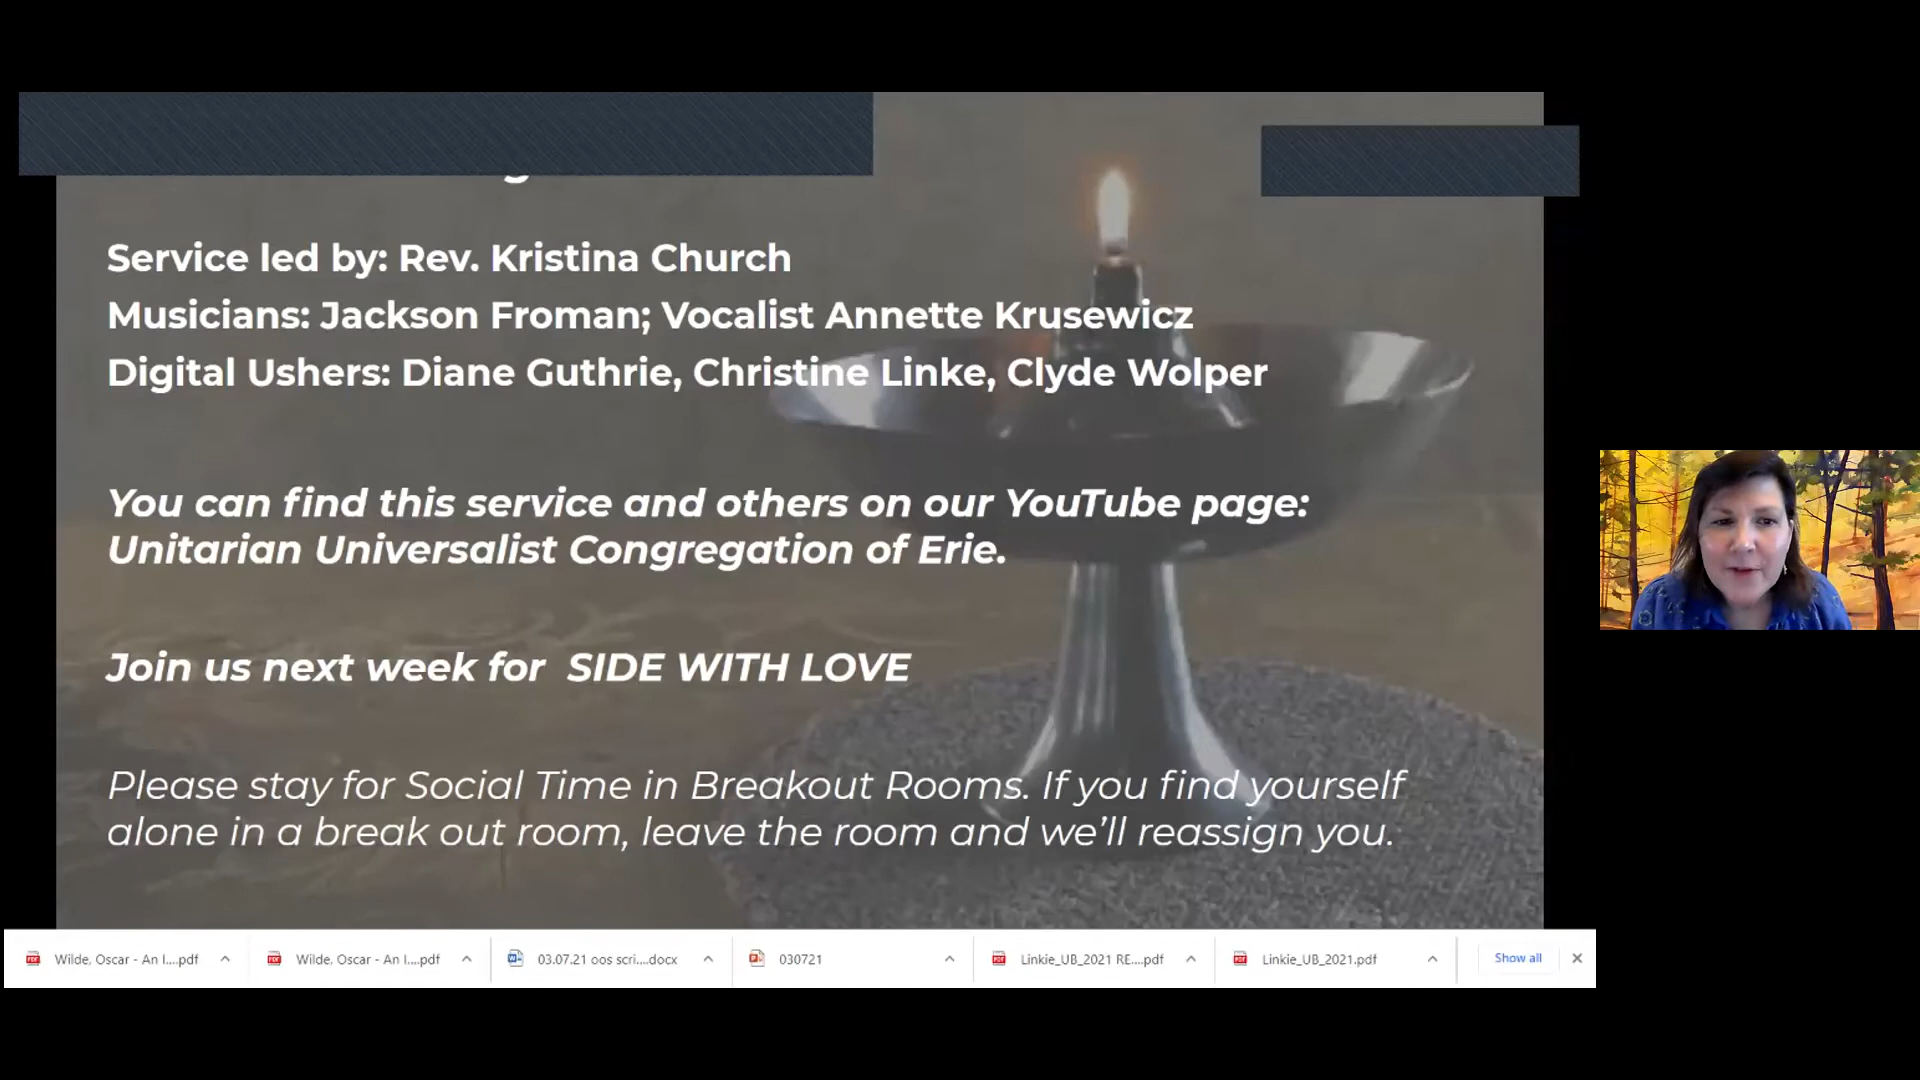 Service led by: Rev. Kristina Church
Musicians: Jackson Froman; Vocalist Annette Krusewicz
Digital Ushers: Diane Guthrie, Christine Linke, Clyde Wolper
You can find this service and others on our YouTube page:
Unitarian Universalist Congregation of Erie.
Join us next week for SIDE WITH LOVE
Please stay for Social Time in Breakout Rooms. If you find yourself
alone in a break out room, leave the room and we'll reassign you.
Wilde, Oscar - An I....pdf
Wilde, Oscar - An I....pdf
03.07.21 oos scri....docx
030721
Linkie_UB_2021 RE....pdf
Linkie_UB_2021.pdf
Show all